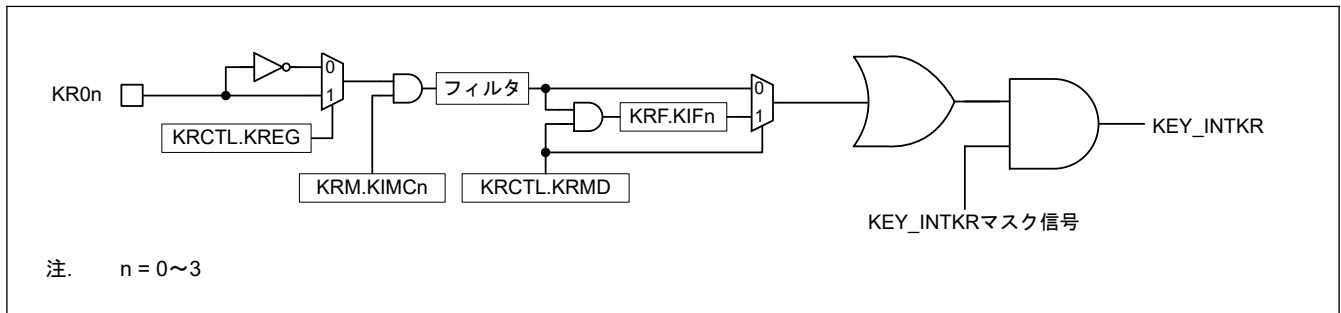 KR0n
0
1
KRCTL.KREG
KRM.KIMCn
フィルタ
KRF.KIFn
KRCTL.KRMD
0
1
KEY_INTKR
KEY_INTKRマスク信号
注. n = 0～3